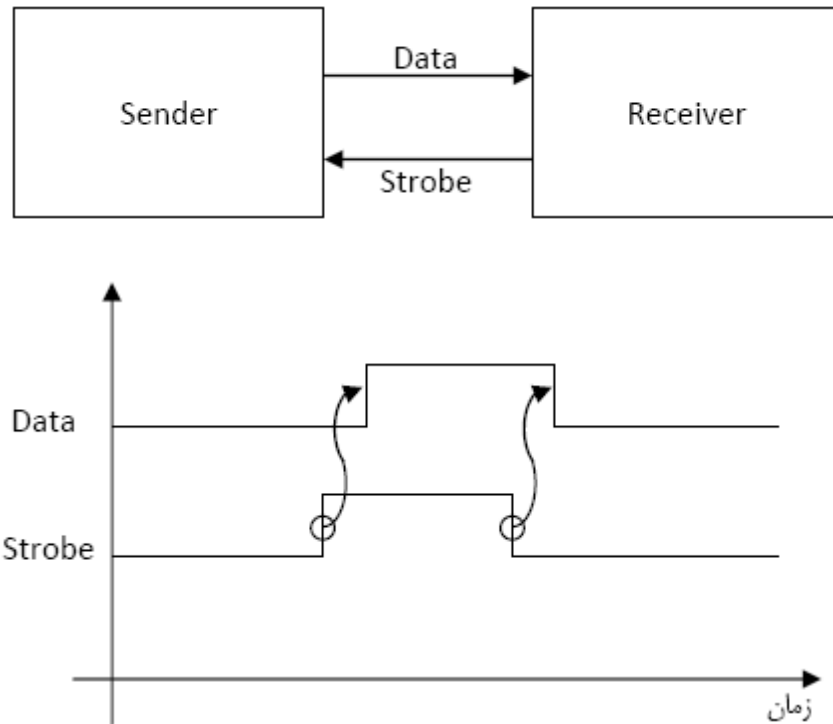 Sender
Data
Strobe
Receiver
Data
Strobe
زمان